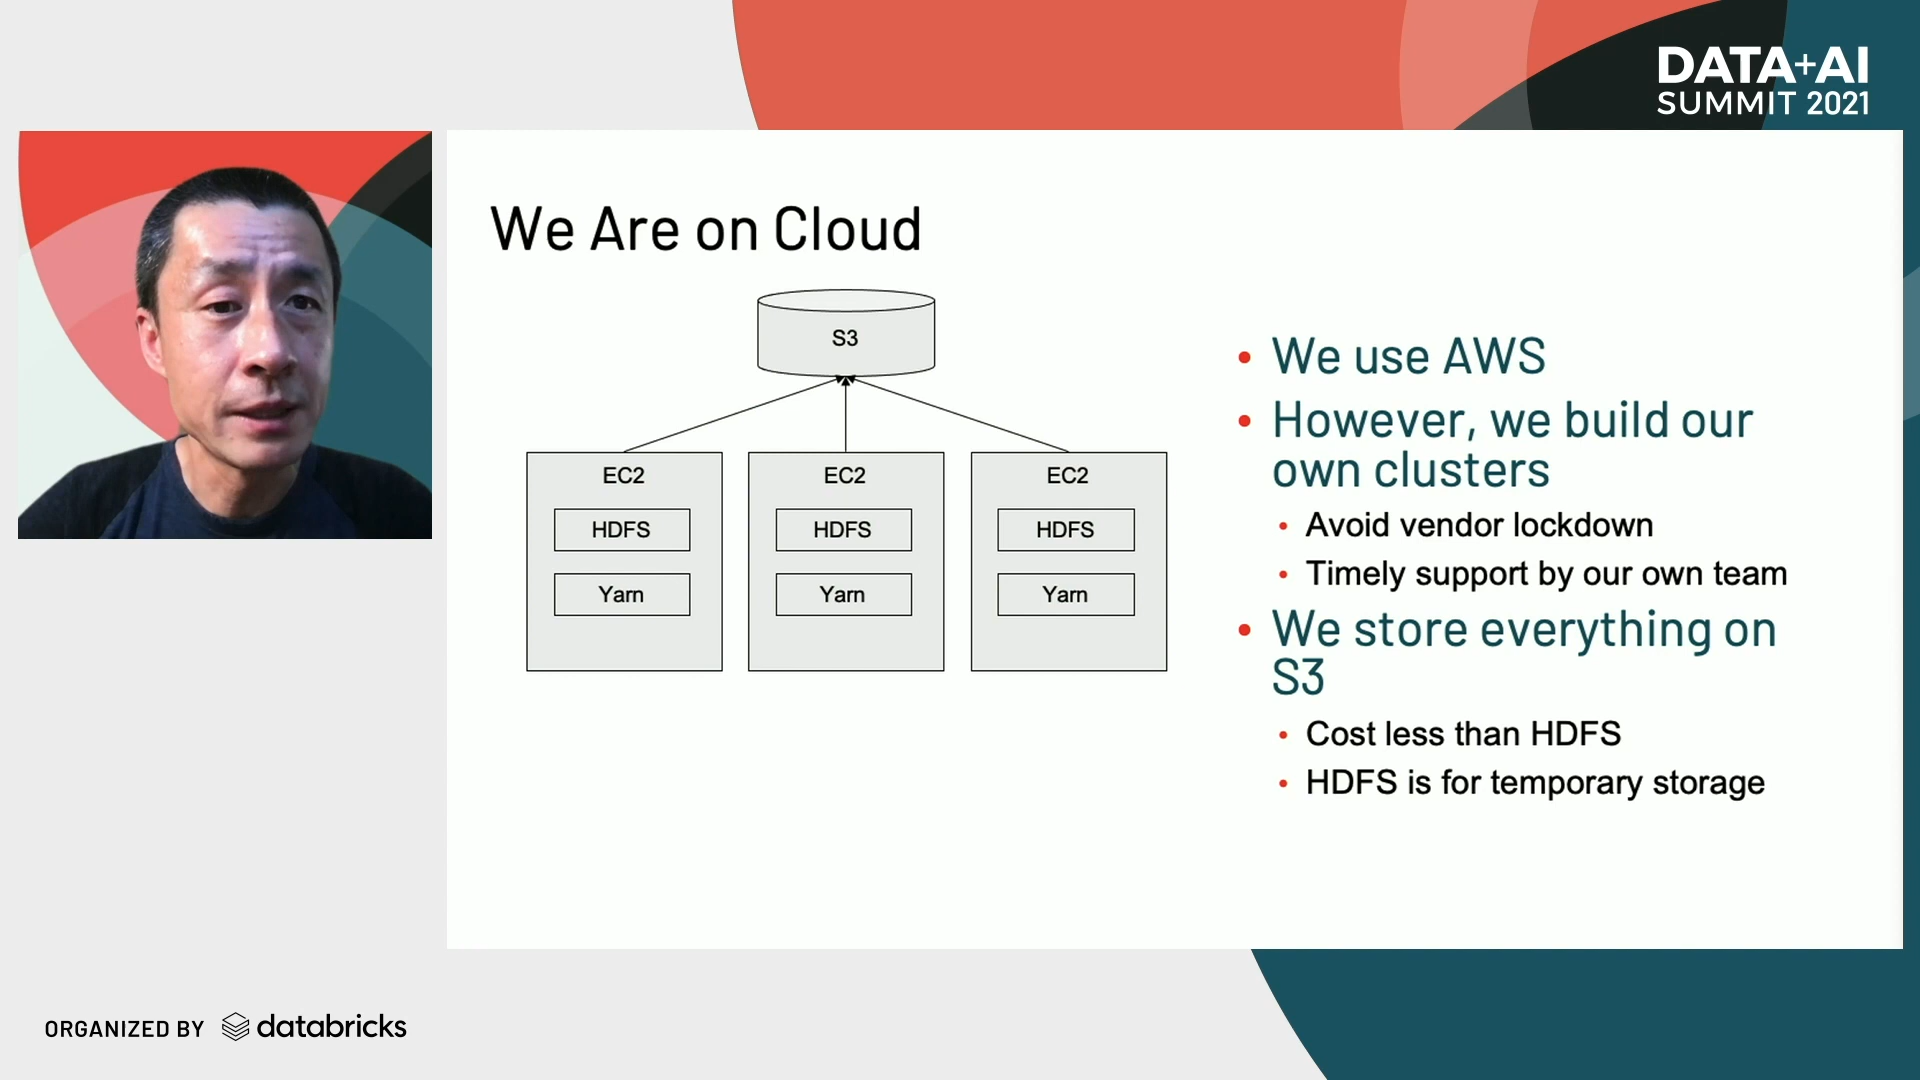 DATA+AI
SUMMIT 2021
We Are on Cloud
S3
EC2
HDFS
Yarn
EC2
HDFS
Yarn
EC2
HDFS
Yarn
• We use AWS
• However, we build our
own clusters
• Avoid vendor lockdown
• Timely support by our own team
• We store everything on
S3
• Cost less than HDFS
• HDFS is for temporary storage
ORGANIZED BY databricks